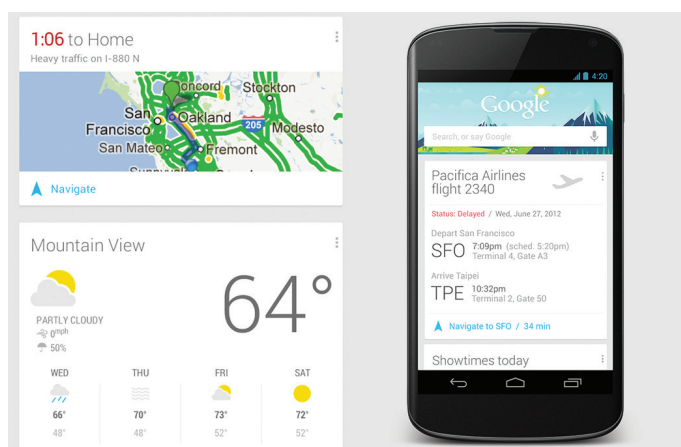 1:06 to Home
Heavy traffic on I-880 N
Concord
Stockton
San
Francisco
Oakland
205
Modesto
San Mateo
Fremont
Navigate
Mountain View
64°
PARTLY CLOUDY
0mph
50%
WED THU FRI SAT
66° 70° 73° 72°
48° 48° 52° 52°
4:20
Google
Search, or say Google
Pacifica Airlines
flight 2340
Status: Delayed / Wed, June 27, 2012
Depart San Francisco
SFO 7:09pm (sched. 5:20pm)
Terminal 4, Gate A3
Arrive Taipei
TPE 10:32pm
Terminal 2, Gate 50
Navigate to SFO / 34 min
Showtimes today